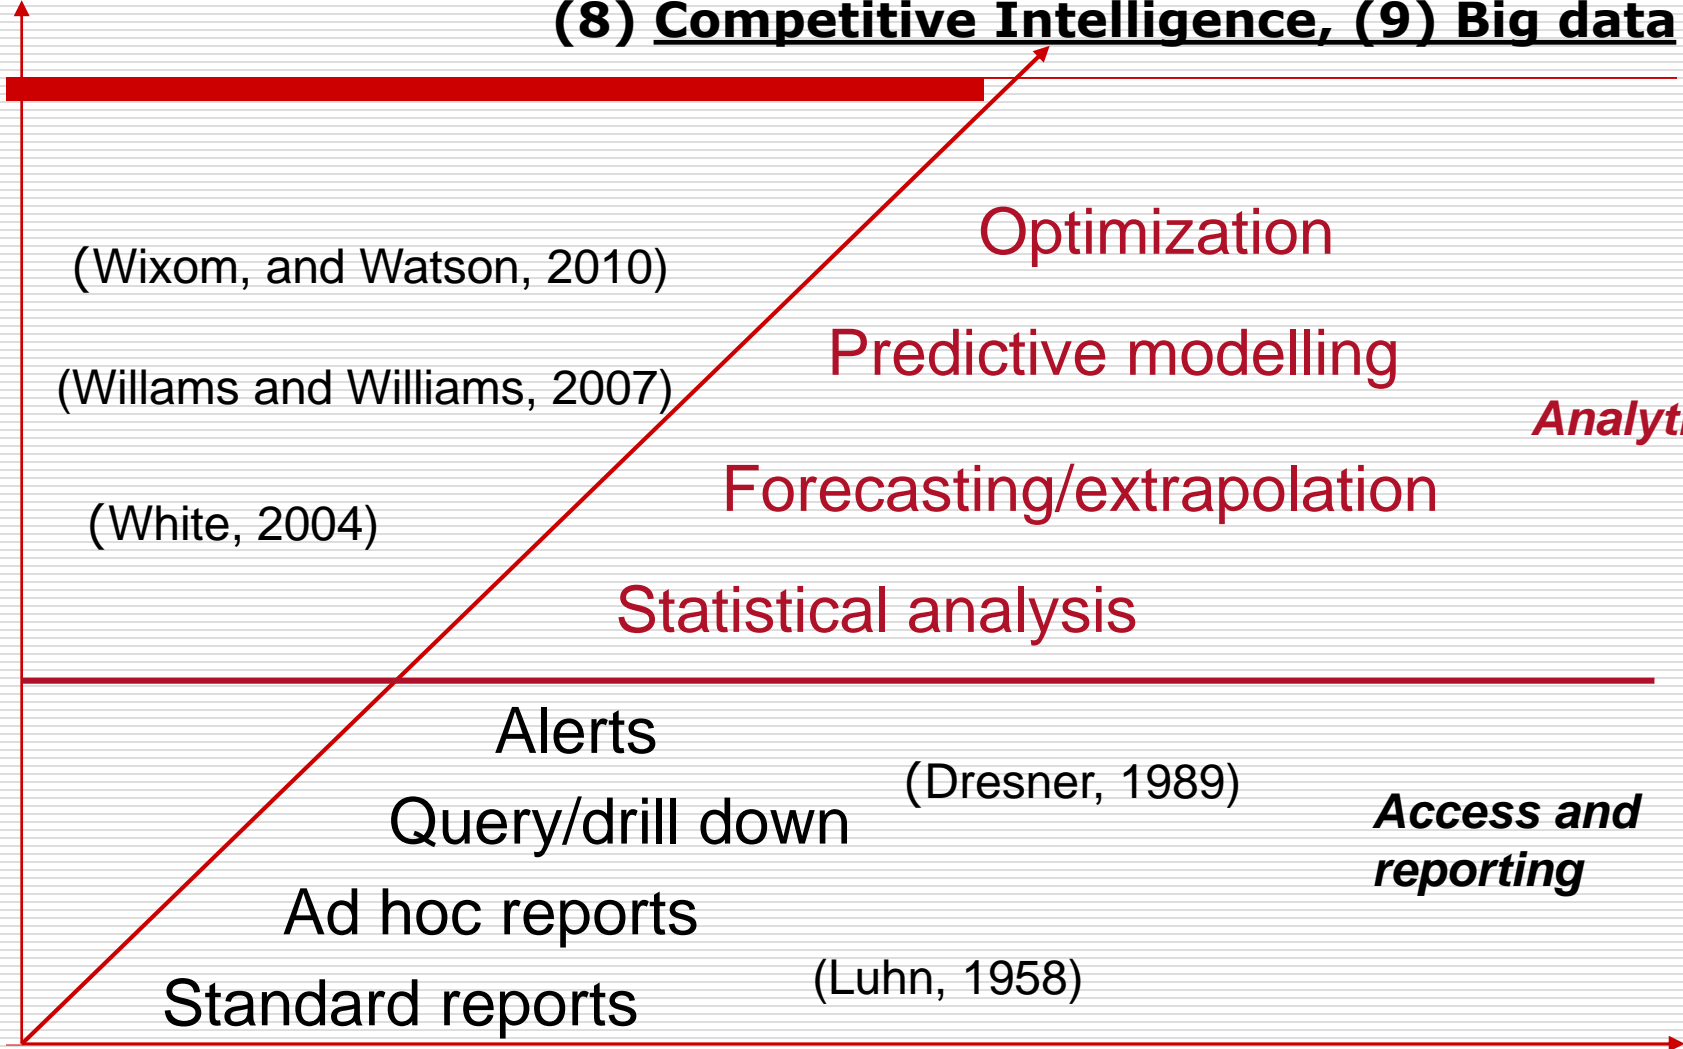 (8) Competitive Intelligence, (9) Big data
Optimization
(Wixom, and Watson, 2010)
Predictive modelling
(Willams and Williams, 2007)
Forecasting/extrapolation
(White, 2004)
Statistical analysis
Alerts
(Dresner, 1989)
Query/drill down
Access and
reporting
Ad hoc reports
(Luhn, 1958)
Standard reports